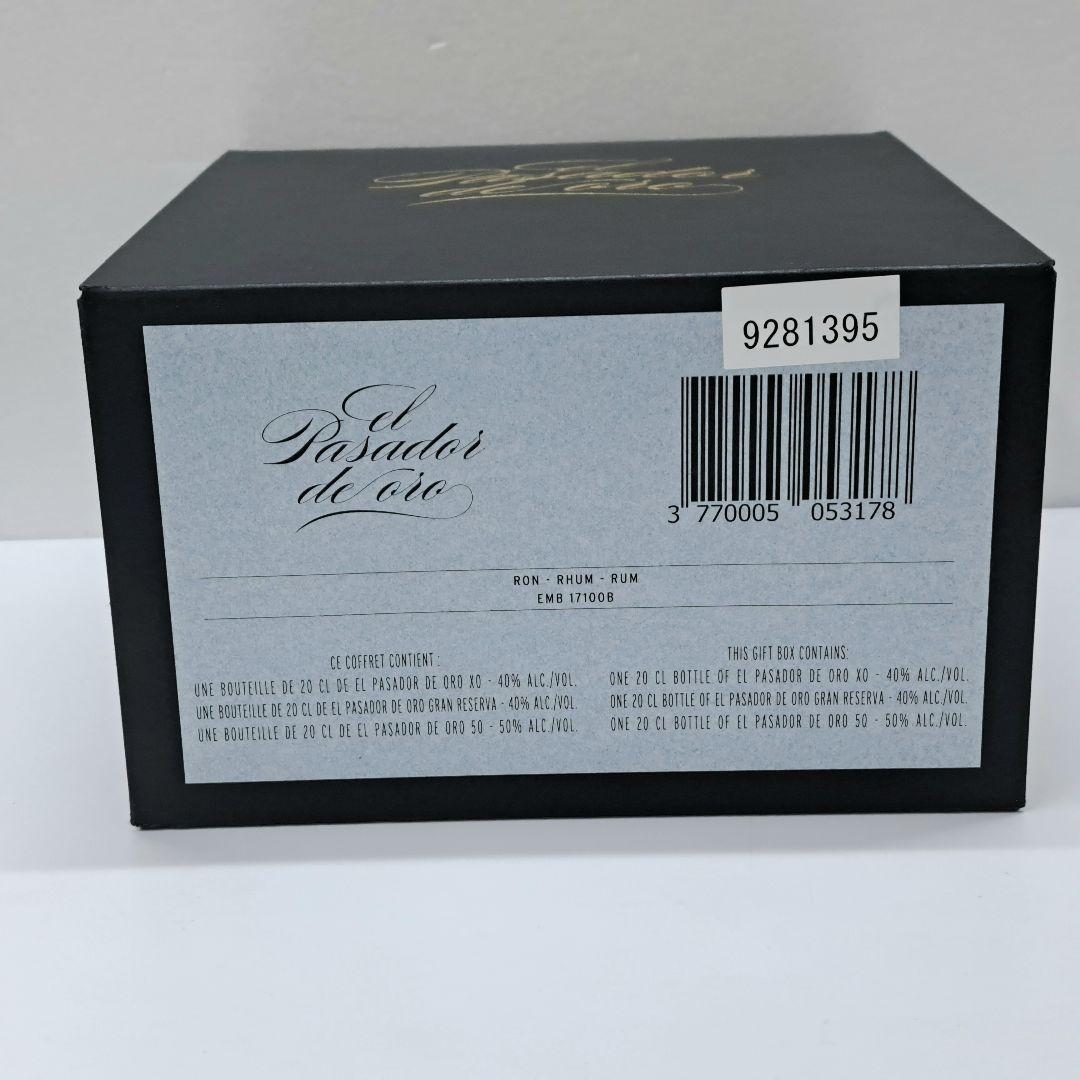 el
Pasador
de oro
9281395
el
Pasador
de oro
3 770005 053178
RON - RHUM - RUM
EMB 17100B
CE COFFRET CONTIENT :
UNE BOUTEILLE DE 20 CL DE EL PASADOR DE ORO XO - 40% ALC./VOL.
UNE BOUTEILLE DE 20 CL DE EL PASADOR DE ORO GRAN RESERVA - 40% ALC./VOL.
UNE BOUTEILLE DE 20 CL DE EL PASADOR DE ORO 50 - 50% ALC./VOL.
THIS GIFT BOX CONTAINS:
ONE 20 CL BOTTLE OF EL PASADOR DE ORO XO - 40% ALC./VOL.
ONE 20 CL BOTTLE OF EL PASADOR DE ORO GRAN RESERVA - 40% ALC./VOL.
ONE 20 CL BOTTLE OF EL PASADOR DE ORO 50 - 50% ALC./VOL.